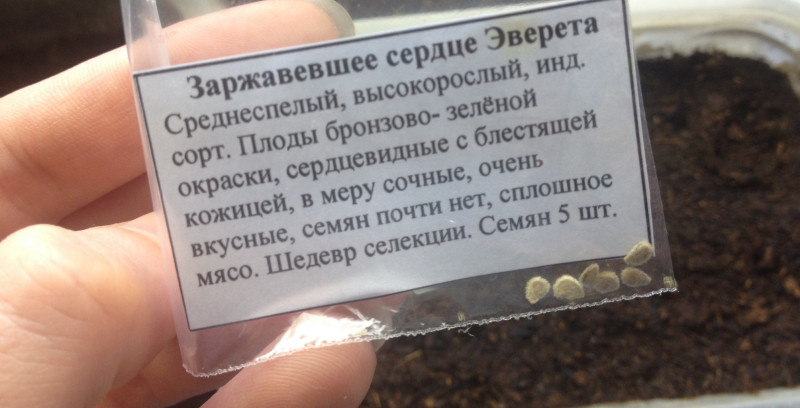 Заржавевшее сердце Эверета
Среднеспелый, высокорослый, инд.
сорт. Плоды бронзово- зелёной
окраски, сердцевидные с блестящей
кожицей, в меру сочные, очень
вкусные, семян почти нет, сплошное
мясо. Шедевр селекции. Семян 5 шт.